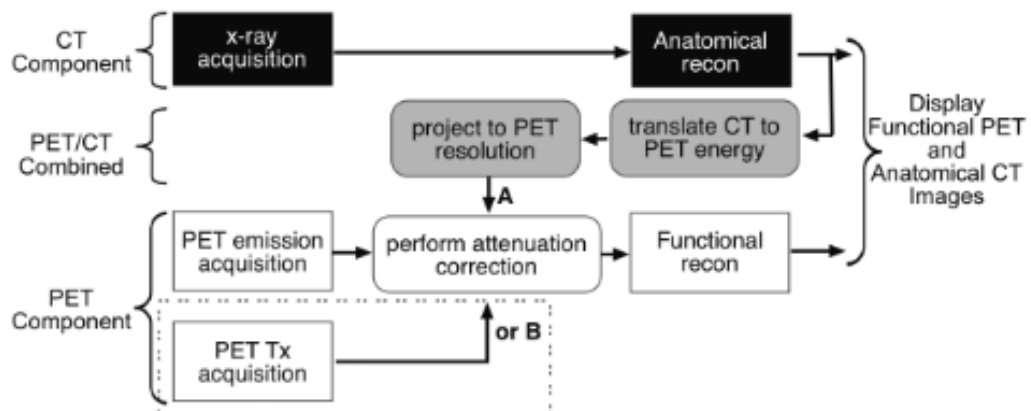 CT
Component
x-ray
acquisition
Anatomical
recon
PET/CT
Combined
project to PET
resolution
translate CT to
PET energy
Display
Functional PET
and
Anatomical CT
Images
A
PET
Component
PET emission
acquisition
perform attenuation
correction
Functional
recon
or B
PET Tx
acquisition